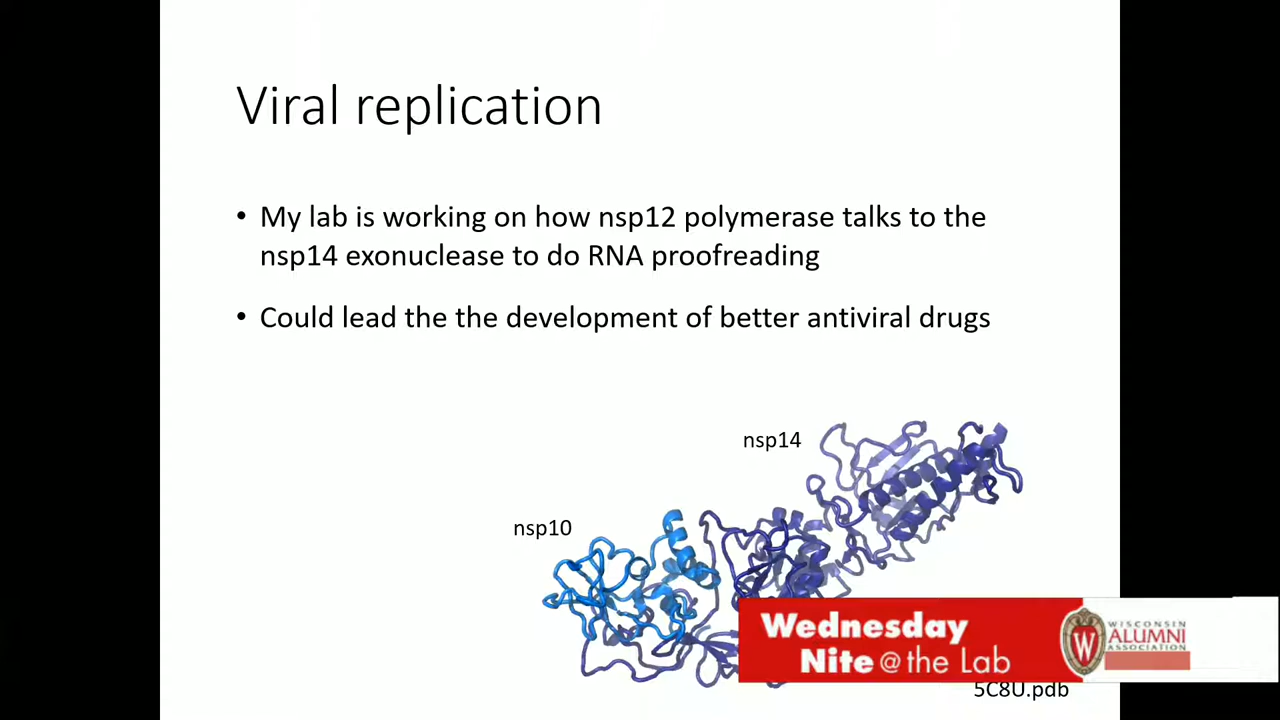 Viral replication
• My lab is working on how nsp12 polymerase talks to the
nsp14 exonuclease to do RNA proofreading
• Could lead the the development of better antiviral drugs
nsp14
nsp10
Wednesday
Nite @ the Lab
W
WISCONSIN
ALUMNI
ASSOCIATION
5C8U.pdb